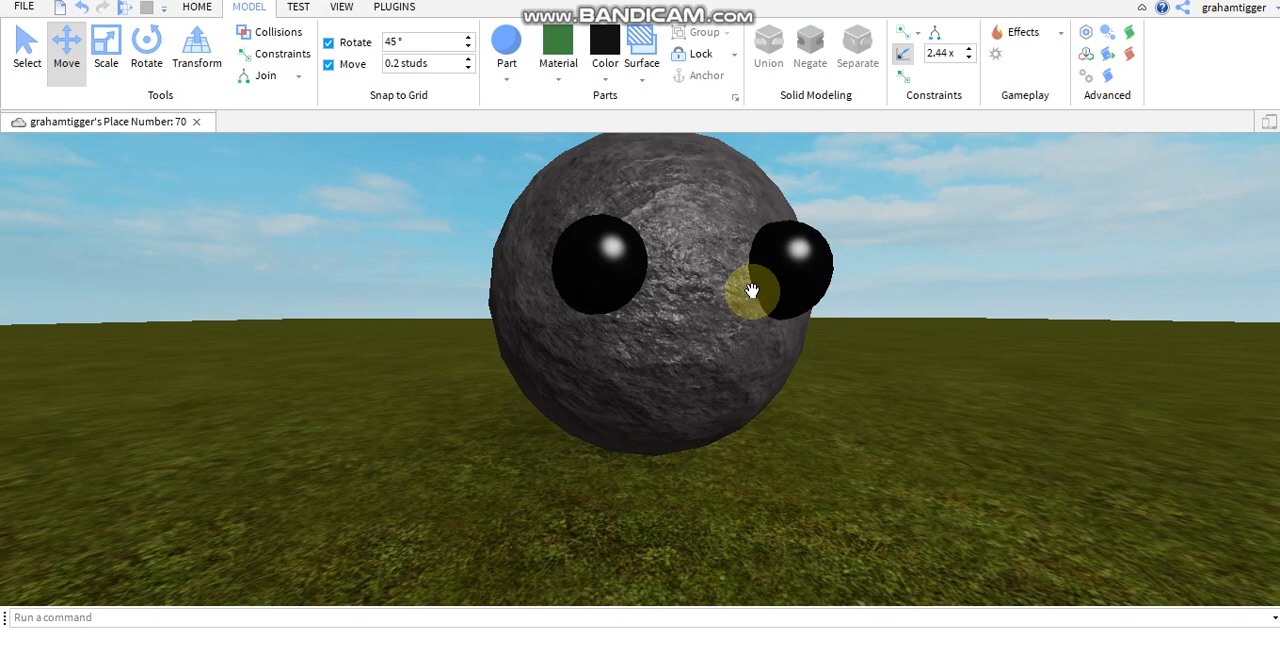 FILE HOME MODEL TEST VIEW PLUGINS
www.BANDICAM.com
grahamtigger
Select Move Scale Rotate Transform
Collisions
Constraints
Join
Tools
Rotate 45°
Move 0.2 studs
Snap to Grid
Part Material Color Surface
Group
Lock
Anchor
Parts
Union Negate Separate
Solid Modeling
2.44 x
Constraints
Effects
Gameplay
Advanced
grahamtigger's Place Number: 70
Run a command